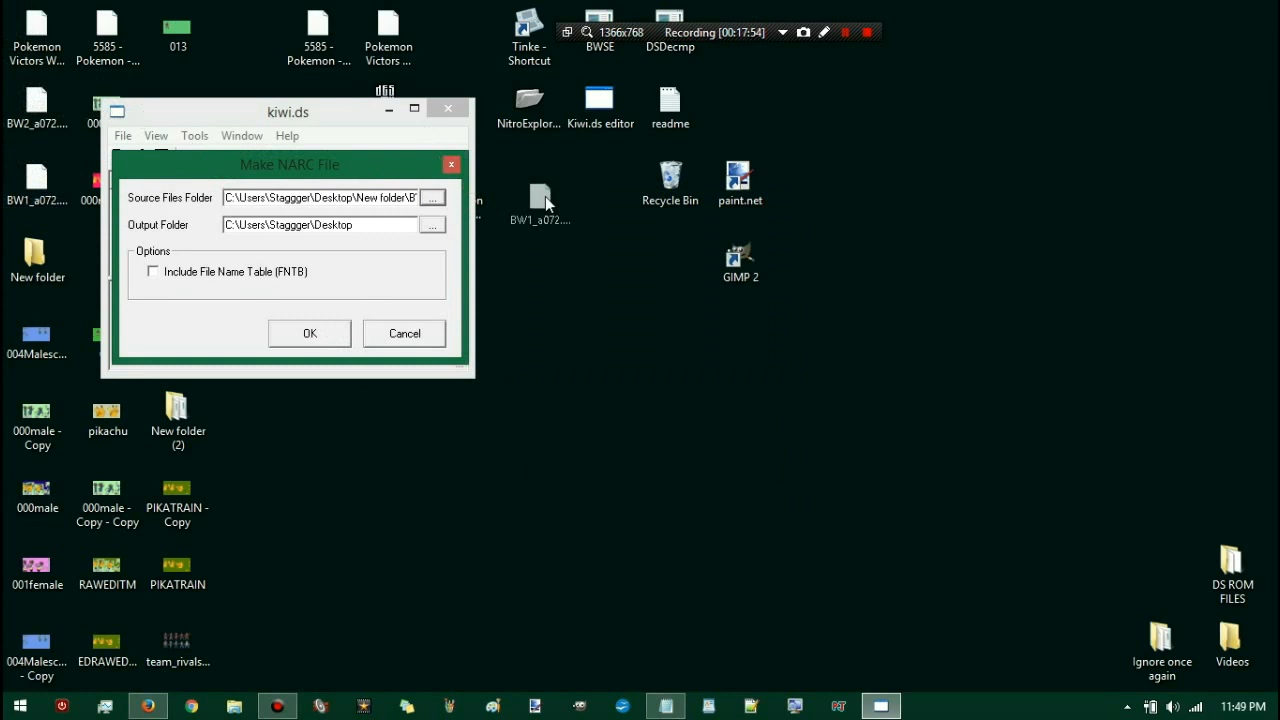 Pokemon
Victors W...
5585 -
Pokemon -...
013
5585 -
Pokemon -...
Pokemon
Victors ...
Tinke -
Shortcut
BWSE
DSDecmp
1366x768
Recording [00:17:54]
BW2_a072....
NitroExplor...
Kiwi.ds editor
readme
kiwi.ds
File View Tools Window Help
Make NARC File
Source Files Folder
C:\Users\Staggger\Desktop\New folder\B
...
Output Folder
C:\Users\Staggger\Desktop
...
Options
Include File Name Table (FNTB)
OK
Cancel
BW1_a072....
BW1_a072....
Recycle Bin
paint.net
New folder
GIMP 2
004Malesc...
000male -
Copy
pikachu
New folder
(2)
000male
000male -
Copy - Copy
PIKATRAIN -
Copy
001female
RAWEDITM
PIKATRAIN
DS ROM
FILES
004Malesc...
- Copy
EDRAWED...
team_rivals...
Ignore once
again
Videos
11:49 PM